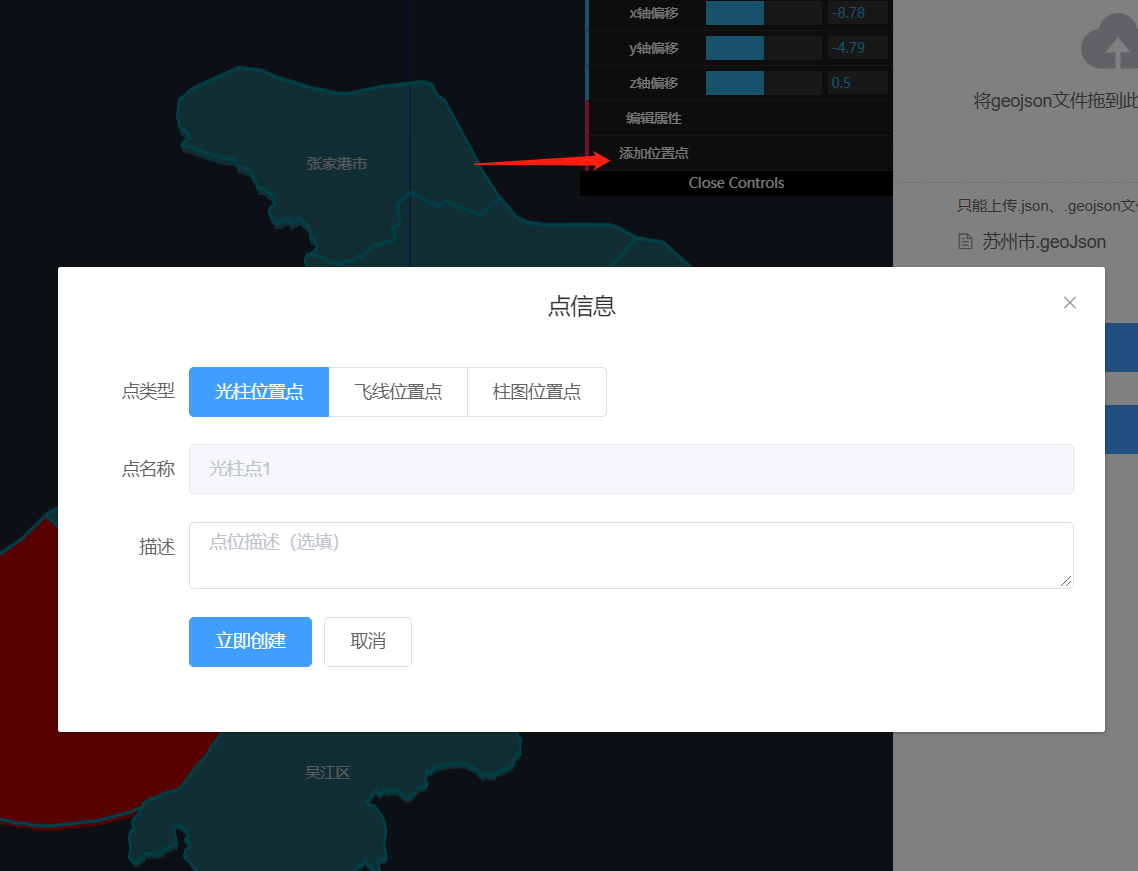 x轴偏移 -8.78
y轴偏移 -4.79
z轴偏移 0.5
编辑属性
添加位置点
Close Controls
张家港市
将geojson文件拖到此
只能上传.json、.geojson文件
苏州市.geoJson
点信息
点类型 光柱位置点 飞线位置点 柱图位置点
点名称 光柱点1
描述 点位描述（选填）
立即创建 取消
吴江区